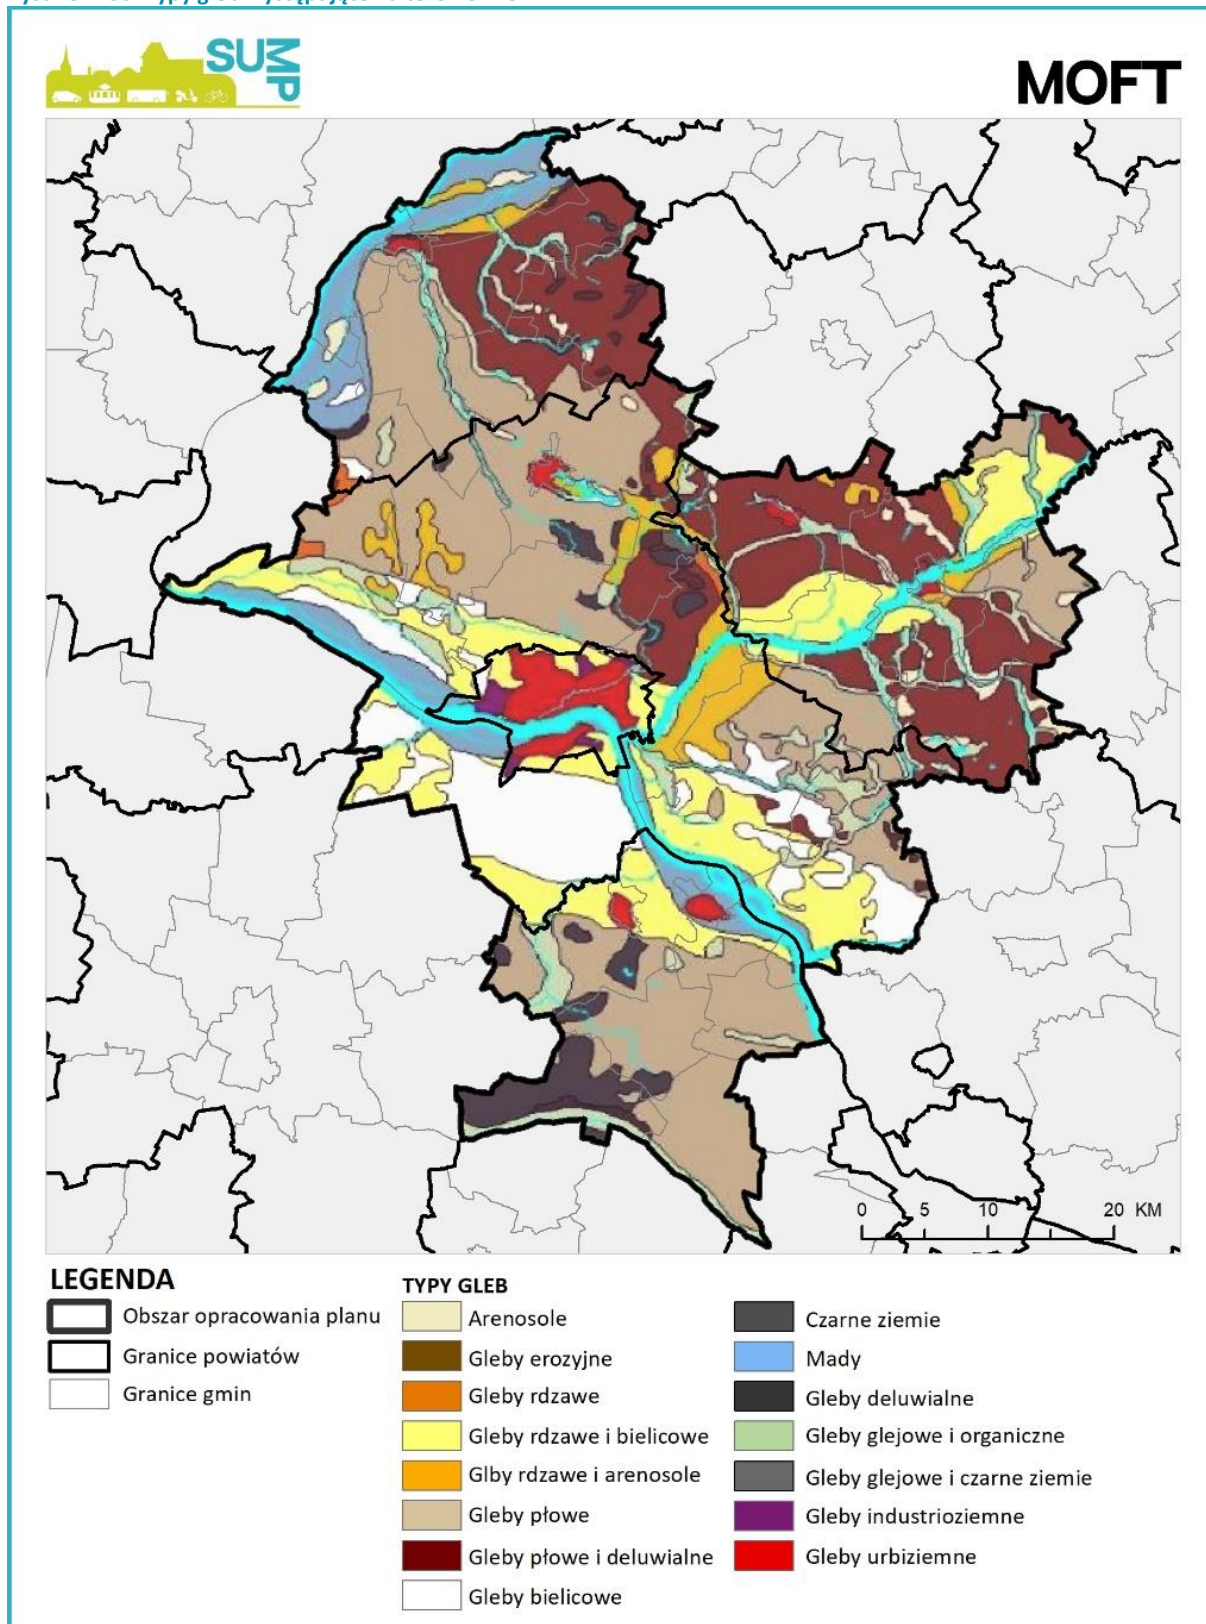 SUMP
MOFT
0 5 10 20 KM
LEGENDA
Obszar opracowania planu
Granice powiatów
Granice gmin
TYPY GLEB
Arenosole
Gleby erozyjne
Gleby rdzawe
Gleby rdzawe i bielicowe
Glby rdzawe i arenosole
Gleby płowe
Gleby płowe i deluwialne
Gleby bielicowe
Czarne ziemie
Mady
Gleby deluwialne
Gleby glejowe i organiczne
Gleby glejowe i czarne ziemie
Gleby industrioziemne
Gleby urbiziemne